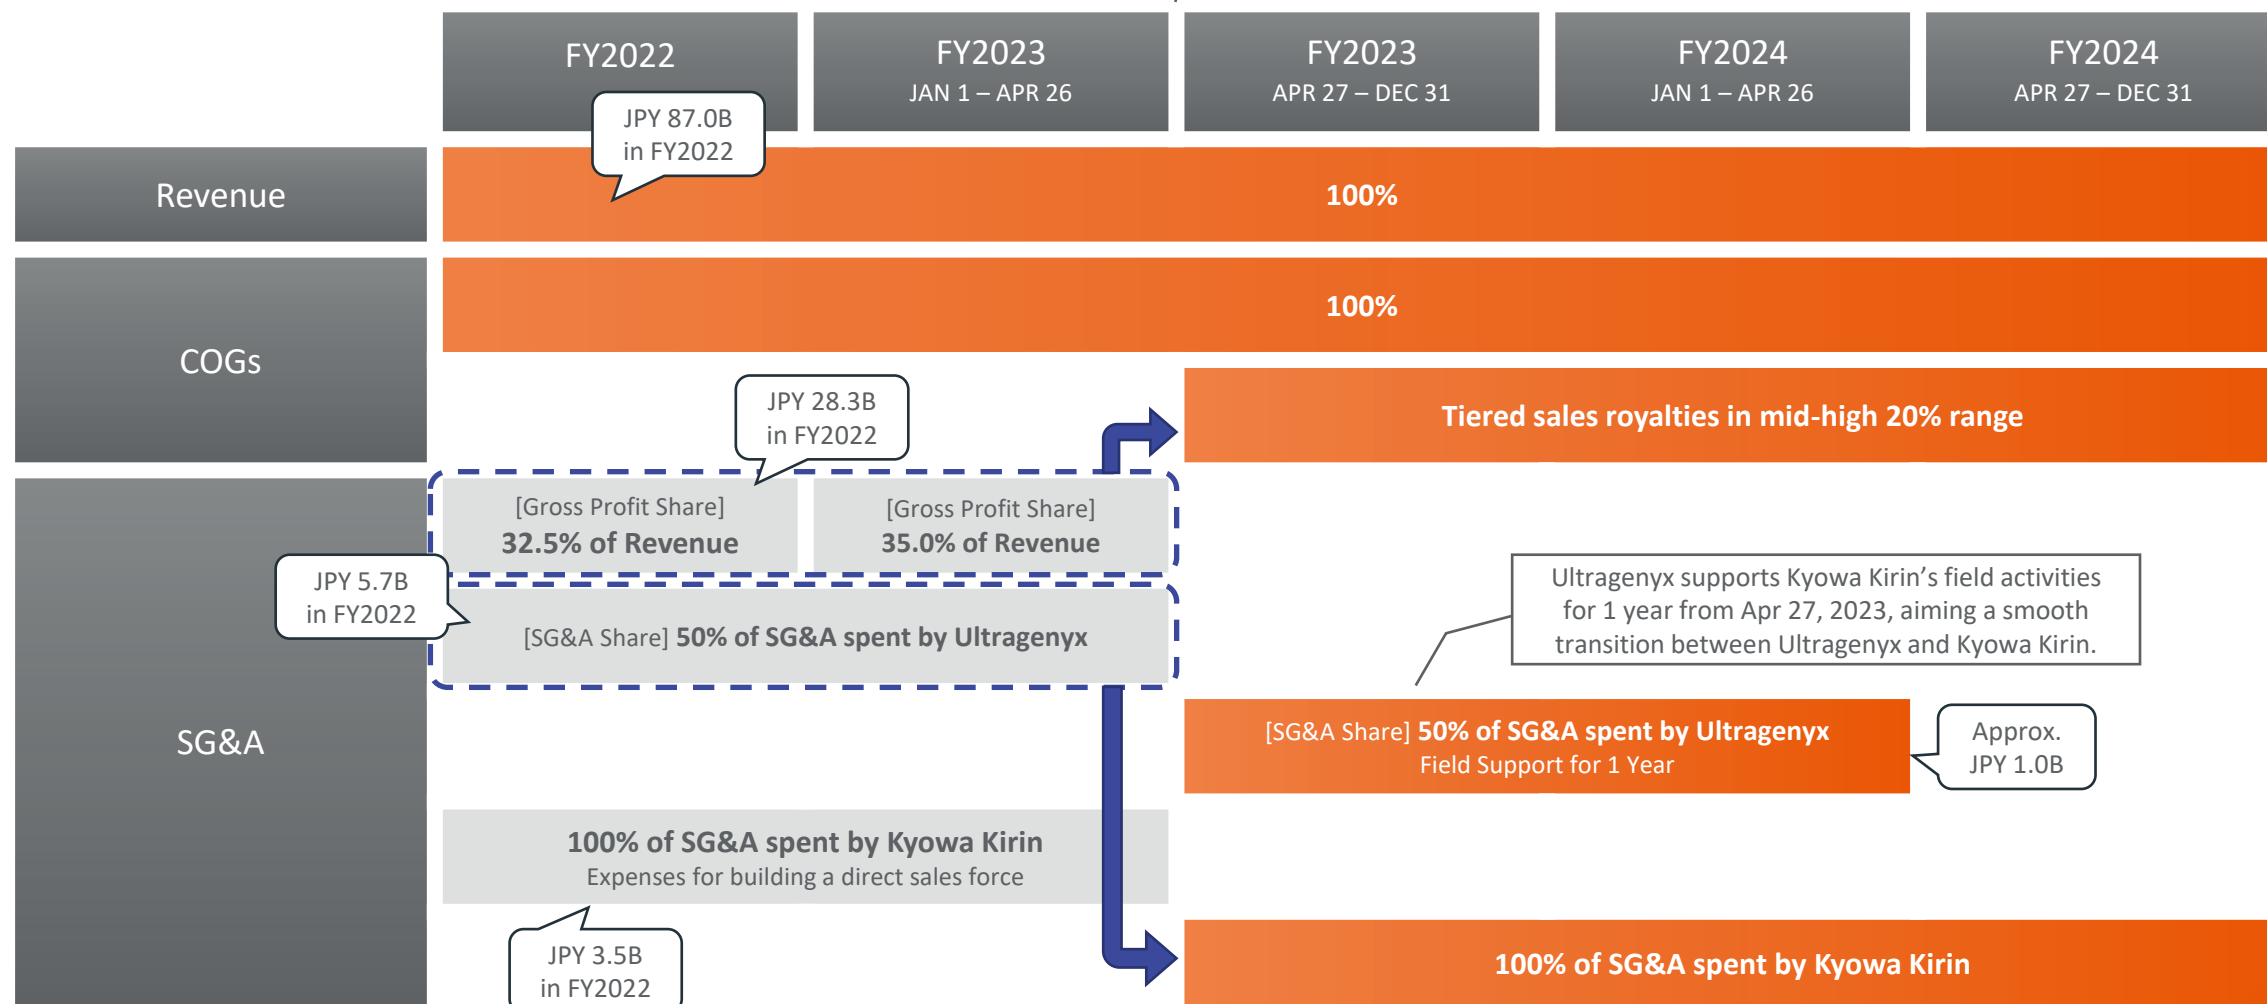 FY2022
FY2023
JAN 1 – APR 26
FY2023
APR 27 – DEC 31
FY2024
JAN 1 – APR 26
FY2024
APR 27 – DEC 31
JPY 87.0B
in FY2022
Revenue
100%
COGs
100%
JPY 28.3B
in FY2022
Tiered sales royalties in mid-high 20% range
SG&A
[Gross Profit Share]
32.5% of Revenue
[Gross Profit Share]
35.0% of Revenue
JPY 5.7B
in FY2022
[SG&A Share] 50% of SG&A spent by Ultragenyx
Ultragenyx supports Kyowa Kirin’s field activities
for 1 year from Apr 27, 2023, aiming a smooth
transition between Ultragenyx and Kyowa Kirin.
[SG&A Share] 50% of SG&A spent by Ultragenyx
Field Support for 1 Year
Approx.
JPY 1.0B
100% of SG&A spent by Kyowa Kirin
Expenses for building a direct sales force
JPY 3.5B
in FY2022
100% of SG&A spent by Kyowa Kirin